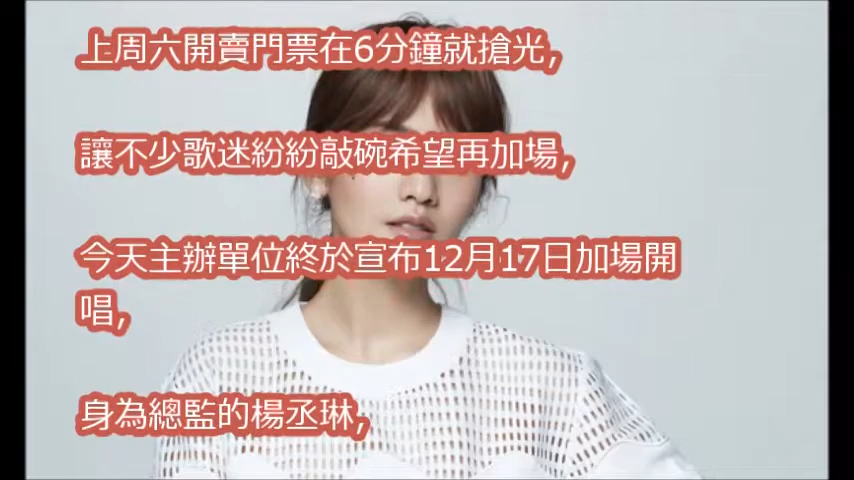 上周六開賣門票在6分鐘就搶光,
讓不少歌迷紛紛敲碗希望再加場,
今天主辦單位終於宣布12月17日加場開
唱,
身為總監的楊丞琳,